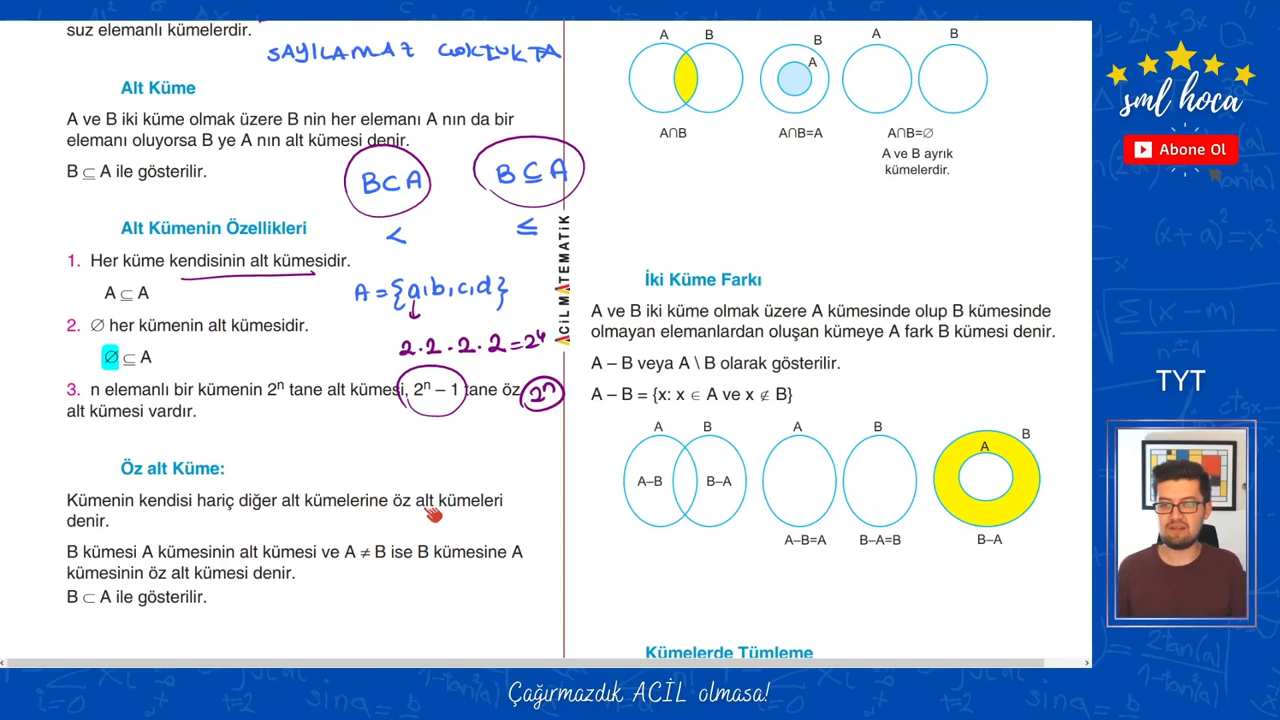 suz elemanlı kümelerdir.
SAYILAMAZ ÇOKLUKTA
Alt Küme
A ve B iki küme olmak üzere B nin her elemanı A nın da bir
elemanı oluyorsa B ye A nın alt kümesi denir.
B ⊆ A ile gösterilir.
B⊂A
B ⊆ A
<
≤
Alt Kümenin Özellikleri
1. Her küme kendisinin alt kümesidir.
A ⊆ A
A = {a,b,c,d}
2. ∅ her kümenin alt kümesidir.
∅ ⊆ A
2.2.2.2=2⁴
3. n elemanlı bir kümenin 2ⁿ tane alt kümesi, 2ⁿ – 1 tane öz
alt kümesi vardır.
2ⁿ
Öz alt Küme:
Kümenin kendisi hariç diğer alt kümelerine öz alt kümeleri
denir.
B kümesi A kümesinin alt kümesi ve A ≠ B ise B kümesine A
kümesinin öz alt kümesi denir.
B ⊂ A ile gösterilir.
ACİL MATEMATİK
A B
B
A
A B
A∩B
A∩B=A
A∩B=∅
A ve B ayrık
kümelerdir.
İki Küme Farkı
A ve B iki küme olmak üzere A kümesinde olup B kümesinde
olmayan elemanlardan oluşan kümeye A fark B kümesi denir.
A – B veya A \ B olarak gösterilir.
A – B = {x: x ∈ A ve x ∉ B}
A B
A B
B
A
A–B B–A
A–B=A B–A=B
B–A
Kümelerde Tümleme
sml hoca
Abone Ol
TYT
Çağırmazdık ACİL olmasa!